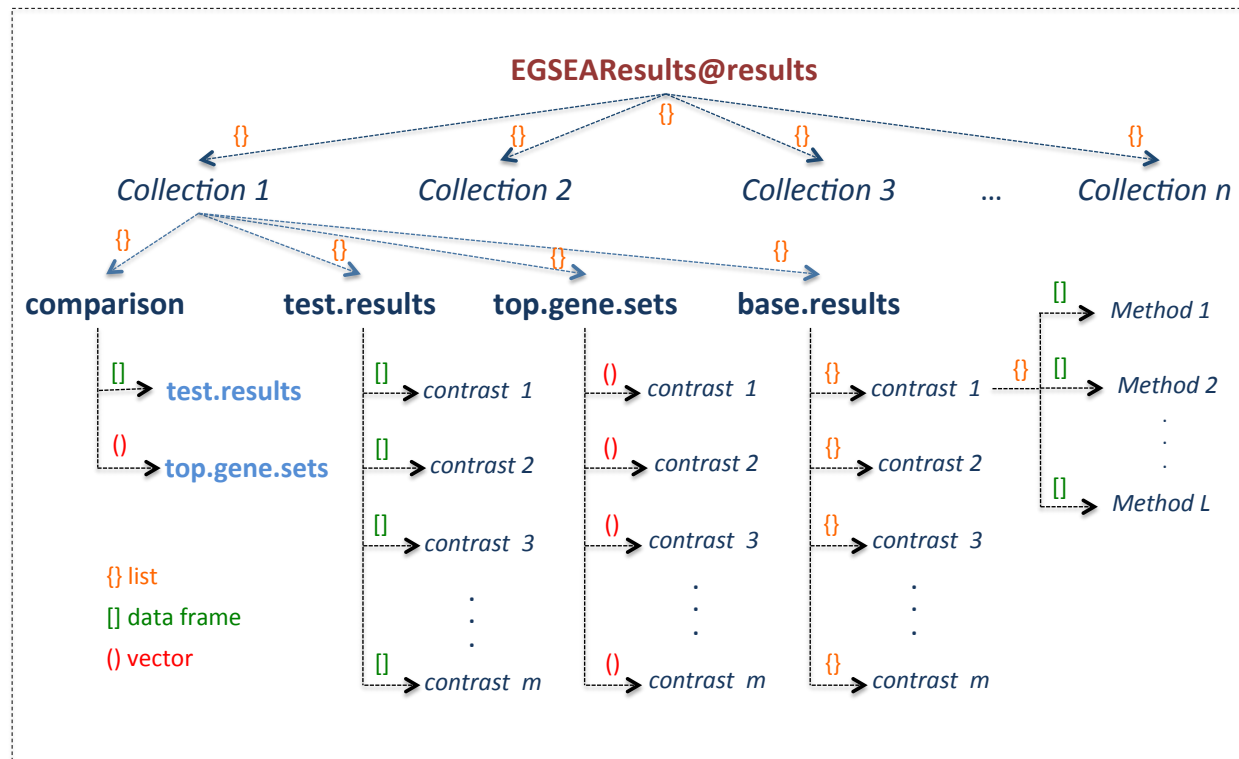 EGSEAResults@results
{} {} {} {} {}
Collection 1 Collection 2 Collection 3 ... Collection n
{} {} {} {}
comparison test.results top.gene.sets base.results
[] Method 1
[] test.results
[] contrast 1
() contrast 1
{} contrast 1
{}
[] Method 2
.
.
.
() top.gene.sets
[] contrast 2
() contrast 2
{} contrast 2
[] Method L
[] contrast 3
() contrast 3
{} contrast 3
{} list
[] data frame
() vector
. . .
. . .
. . .
[] contrast m
() contrast m
{} contrast m